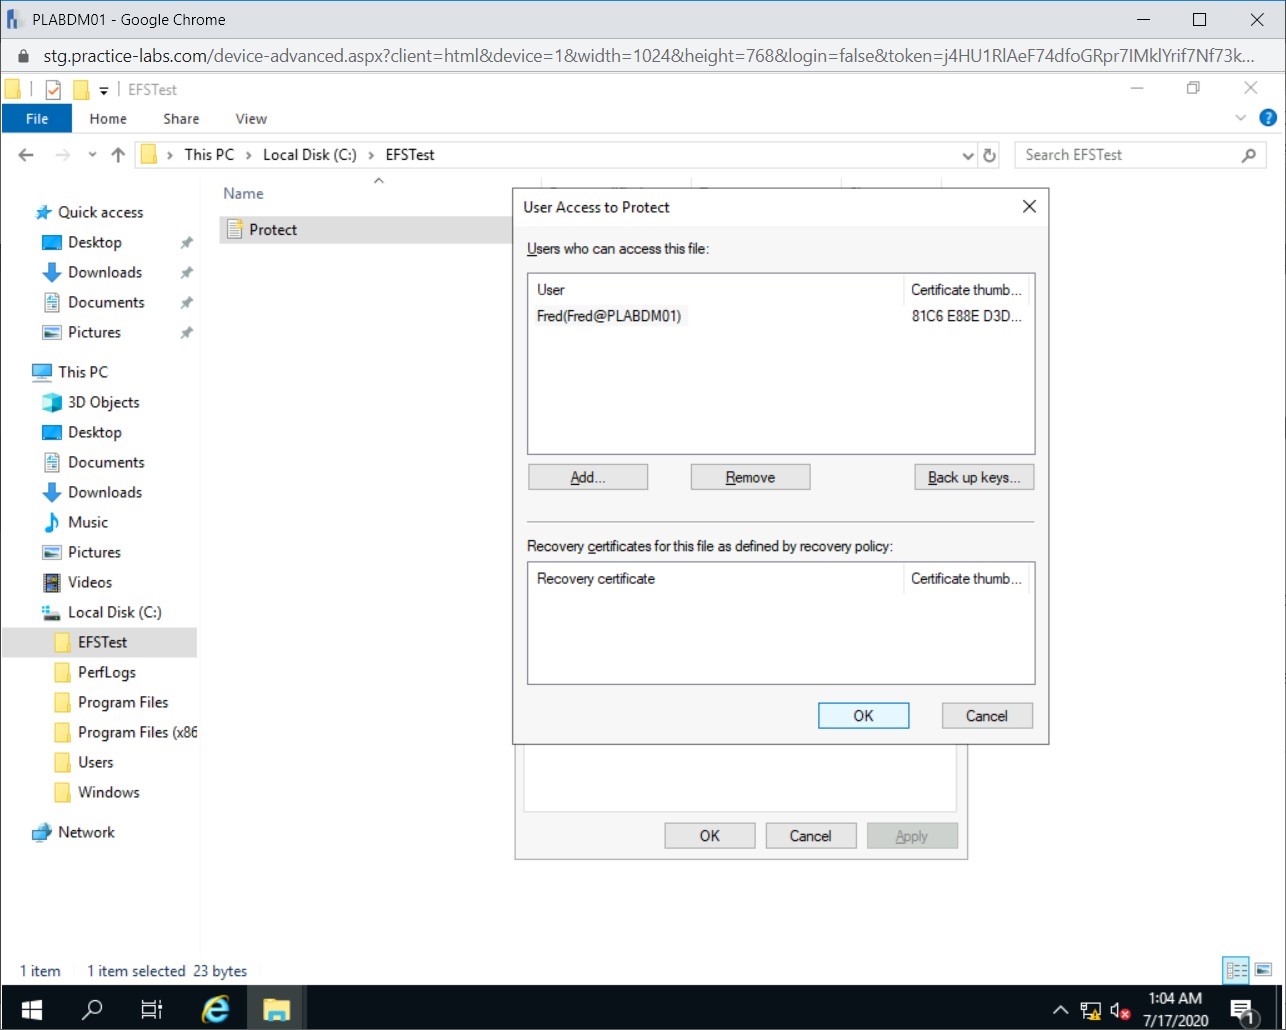 PLABDM01 - Google Chrome
stg.practice-labs.com/device-advanced.aspx?client=html&device=1&width=1024&height=768&login=false&token=j4HU1RlAeF74dfoGRpr7IMklYrif7Nf73k...
EFSTest
File Home Share View
This PC > Local Disk (C:) > EFSTest
Search EFSTest
Name
Protect
Quick access
Desktop
Downloads
Documents
Pictures
This PC
3D Objects
Desktop
Documents
Downloads
Music
Pictures
Videos
Local Disk (C:)
EFSTest
PerfLogs
Program Files
Program Files (x86
Users
Windows
Network
User Access to Protect
Users who can access this file:
User Certificate thumb...
Fred(Fred@PLABDM01) 81C6 E88E D3D...
Add... Remove Back up keys...
Recovery certificates for this file as defined by recovery policy:
Recovery certificate Certificate thumb...
OK Cancel
OK Cancel Apply
1 item 1 item selected 23 bytes
1:04 AM
7/17/2020
1